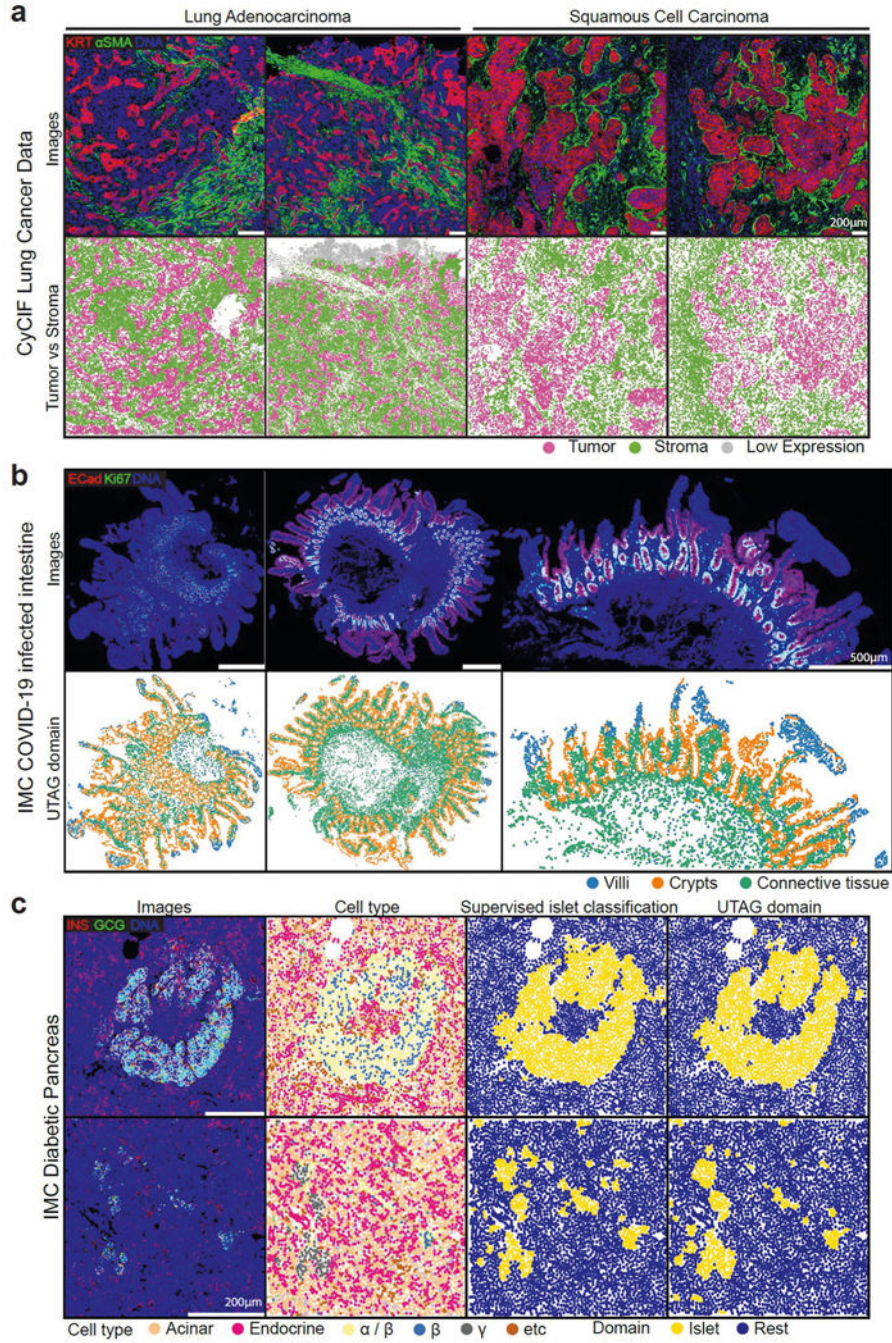 a
Lung Adenocarcinoma
Squamous Cell Carcinoma
CyCIF Lung Cancer Data
Images
KRT αSMA DNA
200μm
Tumor vs Stroma
Tumor Stroma Low Expression
b
IMC COVID-19 infected intestine
Images
ECad Ki67 DNA
500μm
UTAG domain
Villi Crypts Connective tissue
c
Images Cell type Supervised islet classification UTAG domain
IMC Diabetic Pancreas
INS GCG DNA
200μm
Cell type Acinar Endocrine α / β β γ etc Domain Islet Rest